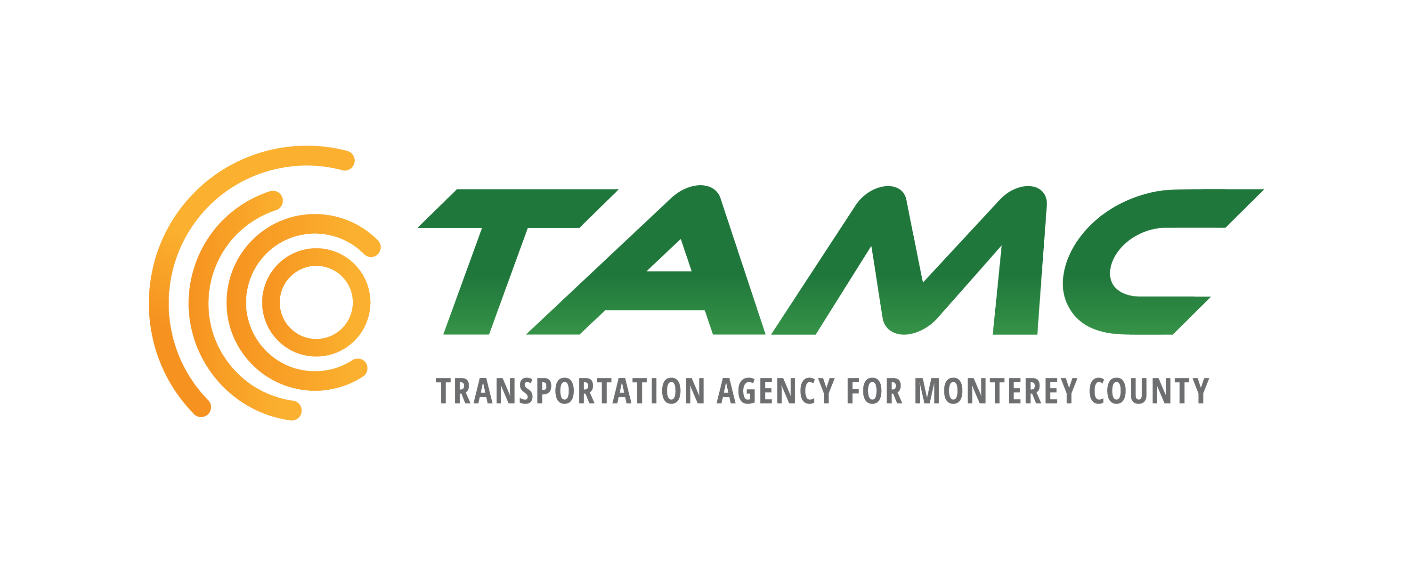 TAMC
TRANSPORTATION AGENCY FOR MONTEREY COUNTY